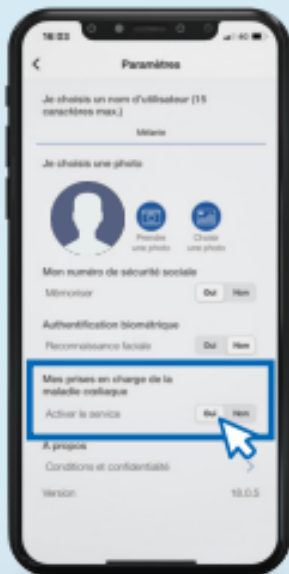 16:03
Paramètres
Je choisis un nom d'utilisateur (15
caractères max.)
Mélanie
Je choisis une photo
Prendre
une photo
Choisir
une photo
Mon numéro de sécurité sociale
Mémoriser Oui Non
Authentification biométrique
Reconnaissance faciale Oui Non
Mes prises en charge de la
maladie cœliaque
Activer le service Oui Non
A propos
Conditions et confidentialité
Version 18.0.5